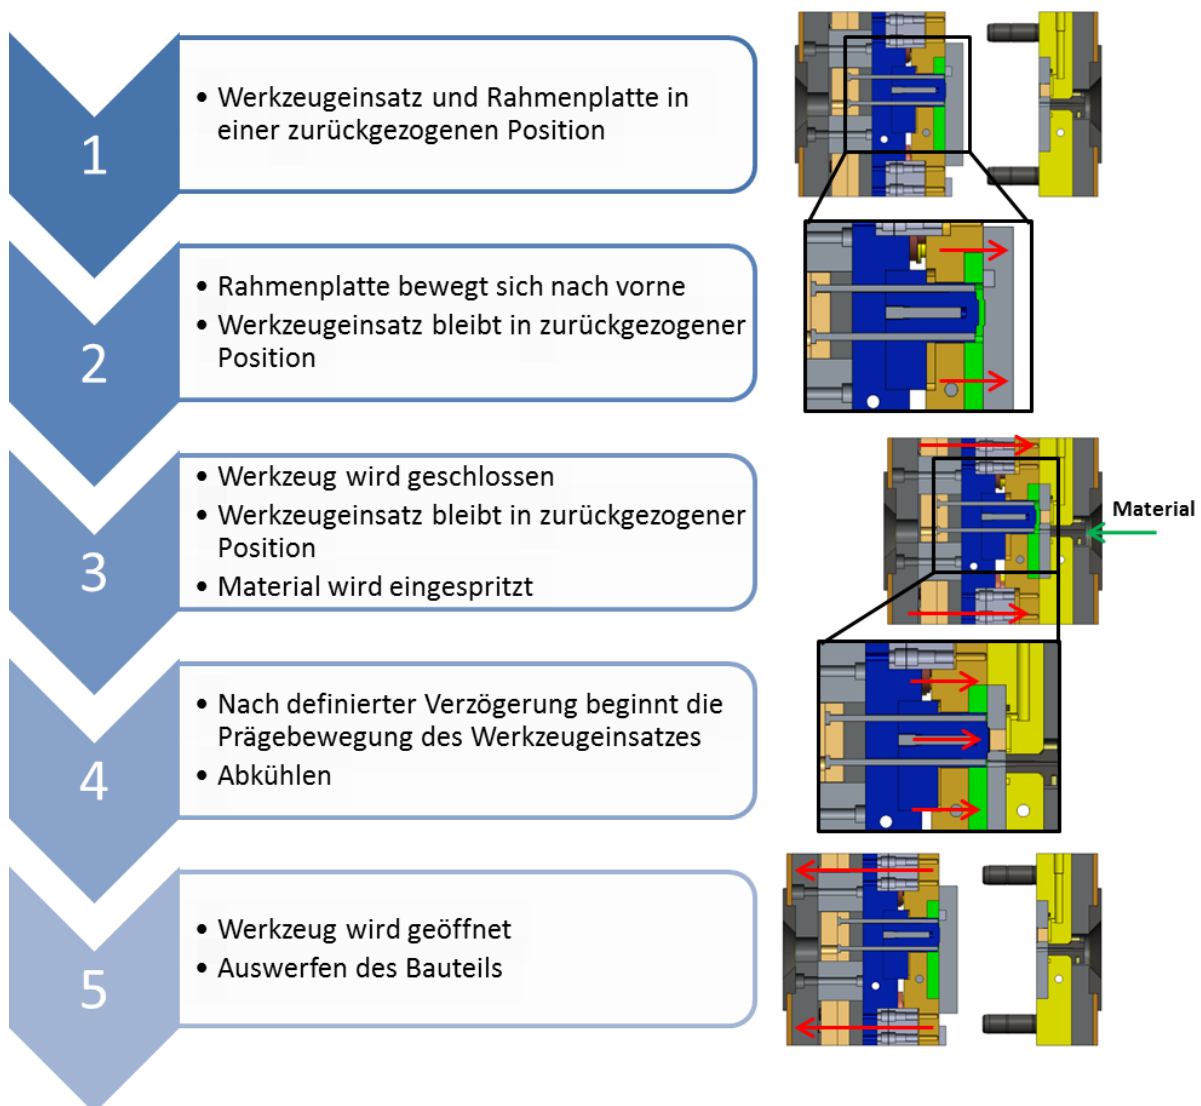 1
• Werkzeugeinsatz und Rahmenplatte in
einer zurückgezogenen Position
2
• Rahmenplatte bewegt sich nach vorne
• Werkzeugeinsatz bleibt in zurückgezogener
Position
3
• Werkzeug wird geschlossen
• Werkzeugeinsatz bleibt in zurückgezogener
Position
• Material wird eingespritzt
Material
4
• Nach definierter Verzögerung beginnt die
Prägebewegung des Werkzeugeinsatzes
• Abkühlen
5
• Werkzeug wird geöffnet
• Auswerfen des Bauteils